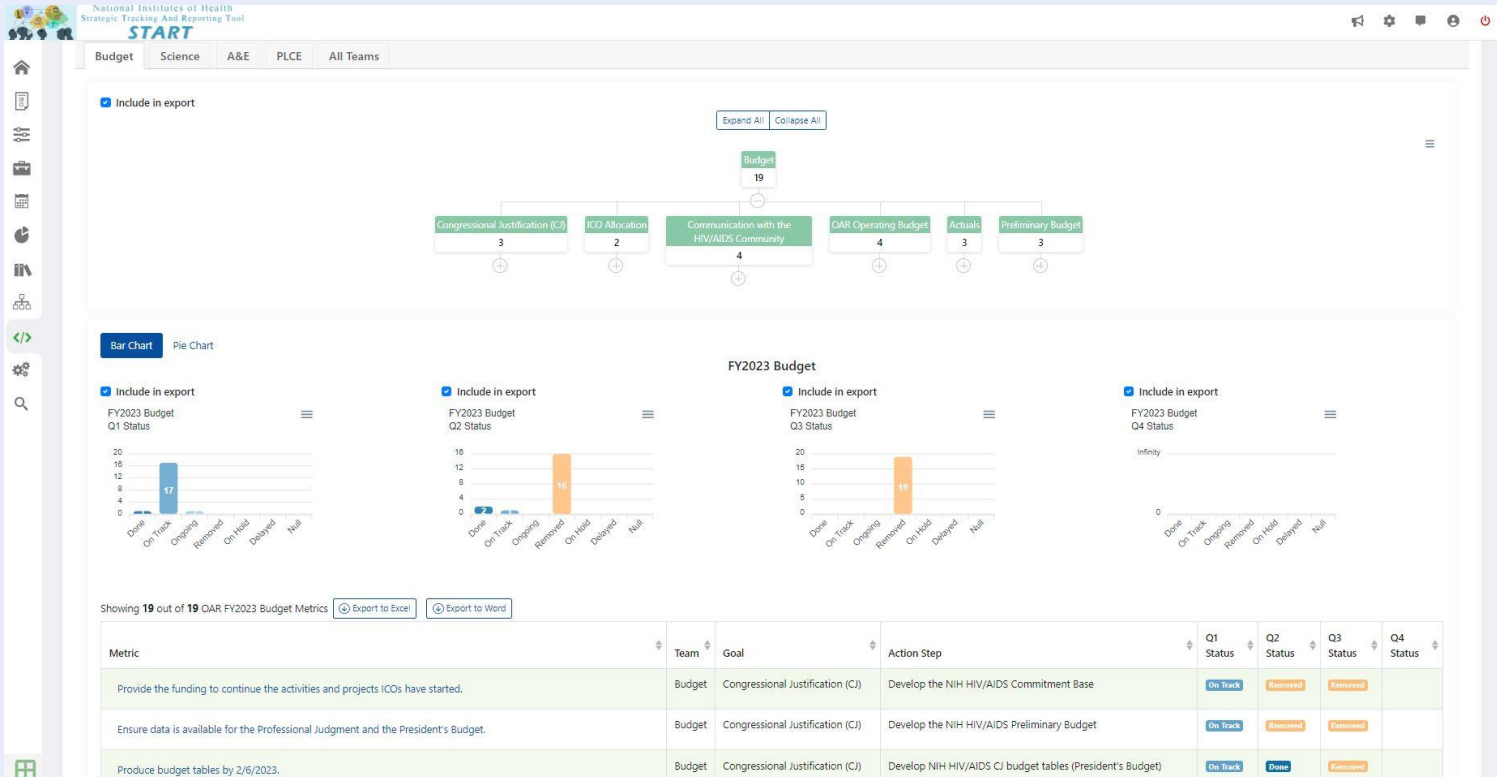 National Institutes of Health
Strategic Tracking And Reporting Tool
START
Budget Science A&E PLCE All Teams
Include in export
Expand All Collapse All
Budget
19
Congressional Justification (CJ)
3
ICO Allocation
2
Communication with the
HIV/AIDS Community
4
OAR Operating Budget
4
Actuals
3
Preliminary Budget
3
Bar Chart Pie Chart
FY2023 Budget
Include in export
FY2023 Budget
Q1 Status
20
16
12
8
4
0
17
Done On Track Ongoing Removed On Hold Delayed Null
Include in export
FY2023 Budget
Q2 Status
16
12
8
4
0
2
16
Done On Track Ongoing Removed On Hold Delayed Null
Include in export
FY2023 Budget
Q3 Status
20
15
10
5
0
19
Done On Track Ongoing Removed On Hold Delayed Null
Include in export
FY2023 Budget
Q4 Status
Infinity
0
Done On Track Ongoing Removed On Hold Delayed Null
Showing 19 out of 19 OAR FY2023 Budget Metrics Export to Excel Export to Word
Metric Team Goal Action Step Q1 Status Q2 Status Q3 Status Q4 Status
Provide the funding to continue the activities and projects ICOs have started. Budget Congressional Justification (CJ) Develop the NIH HIV/AIDS Commitment Base On Track Removed Removed
Ensure data is available for the Professional Judgment and the President's Budget. Budget Congressional Justification (CJ) Develop the NIH HIV/AIDS Preliminary Budget On Track Removed Removed
Produce budget tables by 2/6/2023. Budget Congressional Justification (CJ) Develop NIH HIV/AIDS CJ budget tables (President's Budget) On Track Done Removed